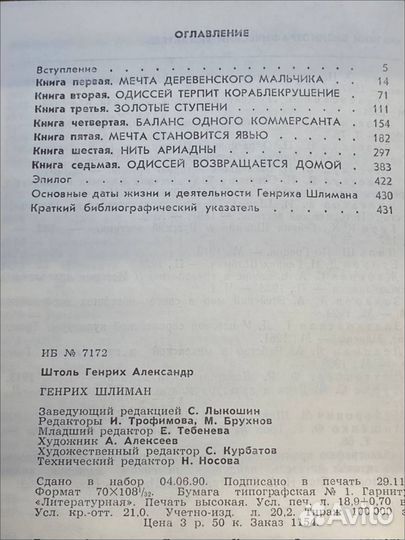 ОГЛАВЛЕНИЕ
Вступление . . . . . . . . . . . . 5
Книга первая. МЕЧТА ДЕРЕВЕНСКОГО МАЛЬЧИКА . . 14
Книга вторая. ОДИССЕЙ ТЕРПИТ КОРАБЛЕКРУШЕНИЕ . 71
Книга третья. ЗОЛОТЫЕ СТУПЕНИ . . . . . . 111
Книга четвертая. БАЛАНС ОДНОГО КОММЕРСАНТА . . 154
Книга пятая. МЕЧТА СТАНОВИТСЯ ЯВЬЮ . . . . 182
Книга шестая. НИТЬ АРИАДНЫ . . . . . . . 297
Книга седьмая. ОДИССЕЙ ВОЗВРАЩАЕТСЯ ДОМОЙ . . 383
Эпилог . . . . . . . . . . . . . 422
Основные даты жизни и деятельности Генриха Шлимана 430
Краткий библиографический указатель . . . . . . 431
ИБ № 7172
Штоль Генрих Александр
ГЕНРИХ ШЛИМАН
Заведующий редакцией С. Лыкошин
Редакторы И. Трофимова, М. Брухнов
Младший редактор Е. Тебенева
Художник А. Алексеев
Художественный редактор С. Курбатов
Технический редактор Н. Носова
Сдано в набор 04.06.90. Подписано в печать 29.11
Формат 70Х108 1/32. Бумага типографская № 1. Гарниту
«Литературная». Печать высокая. Усл. печ. л. 18,9+0,70 в
Усл. кр.-отт. 21,0. Учетно-изд. л. 20,2. Тираж 100 000 э
Цена 3 р. 50 к. Заказ 1154.
Avito